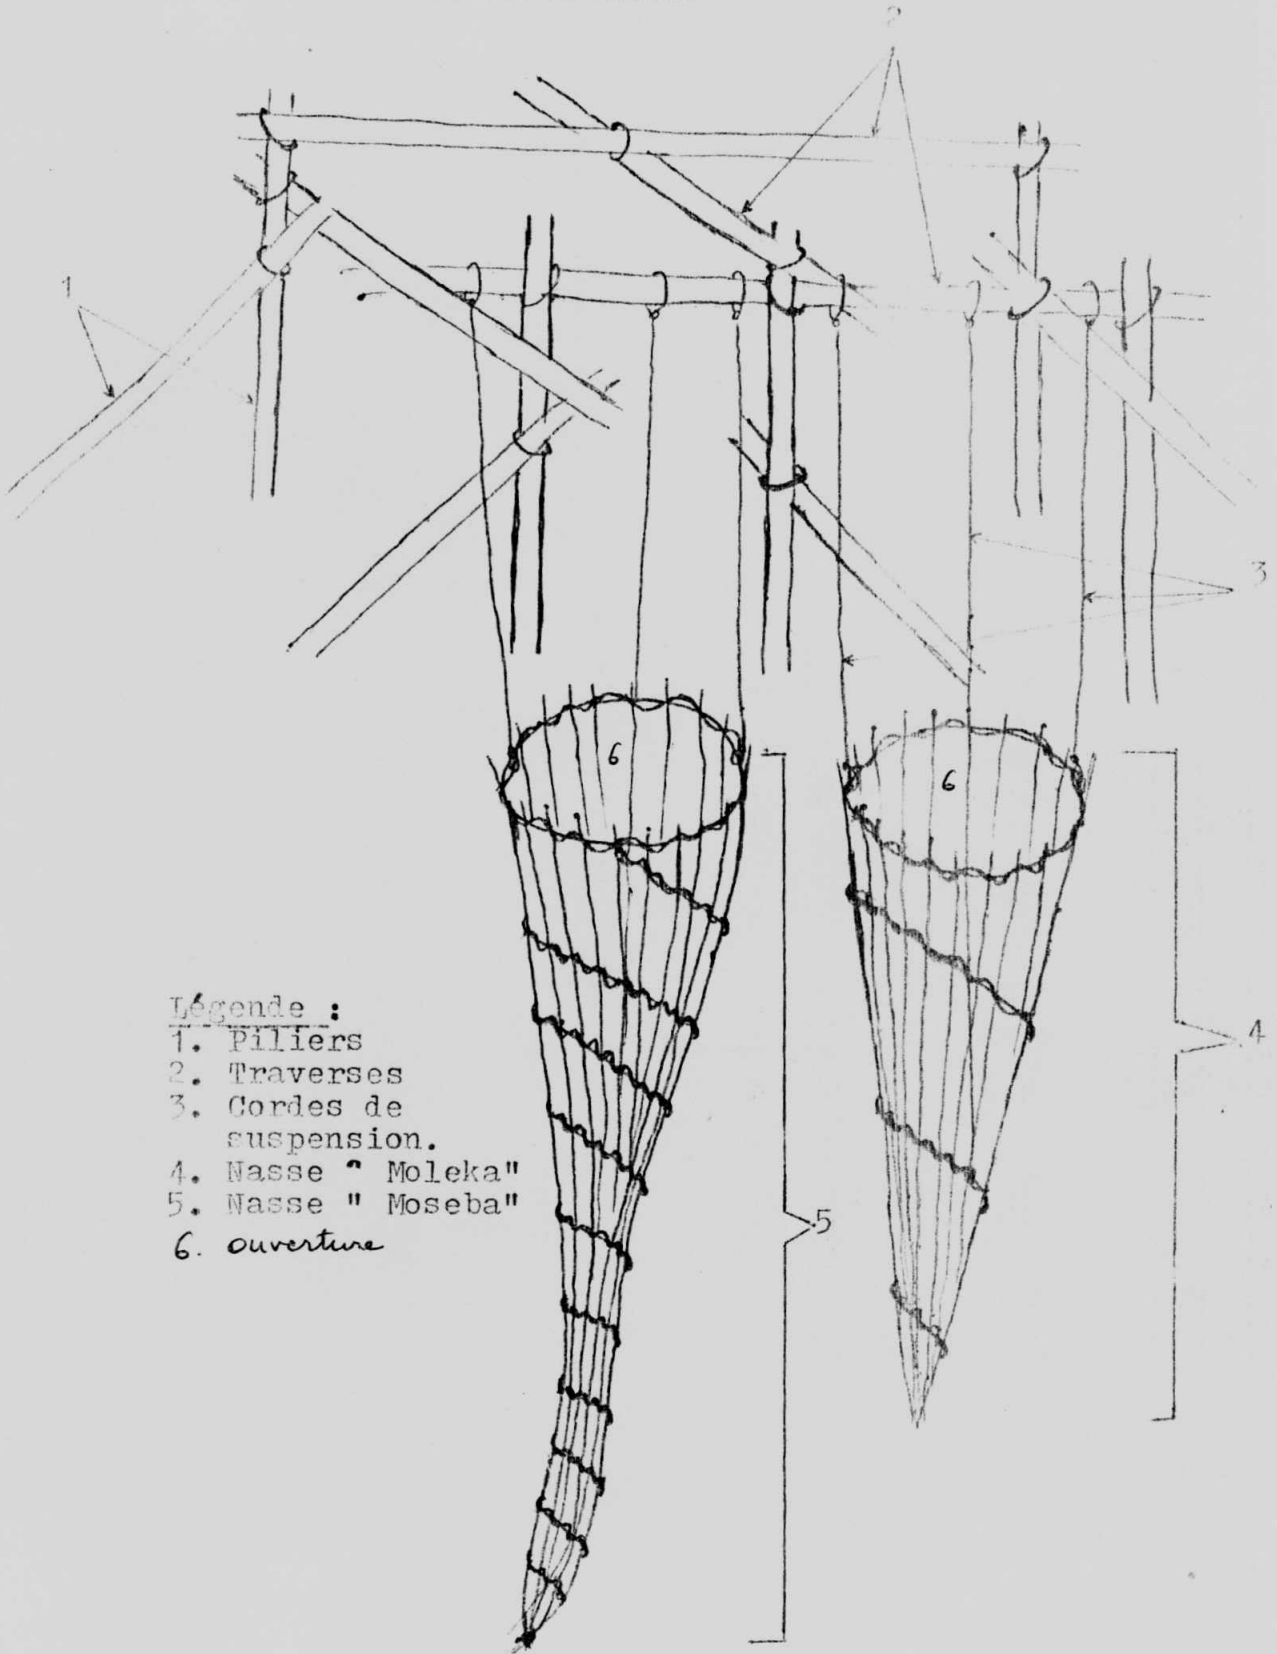 2
1
3
6
6
Légende :
1. Piliers
2. Traverses
3. Cordes de
suspension.
4. Nasse " Moleka"
5. Nasse " Moseba"
6. ouverture
4
5